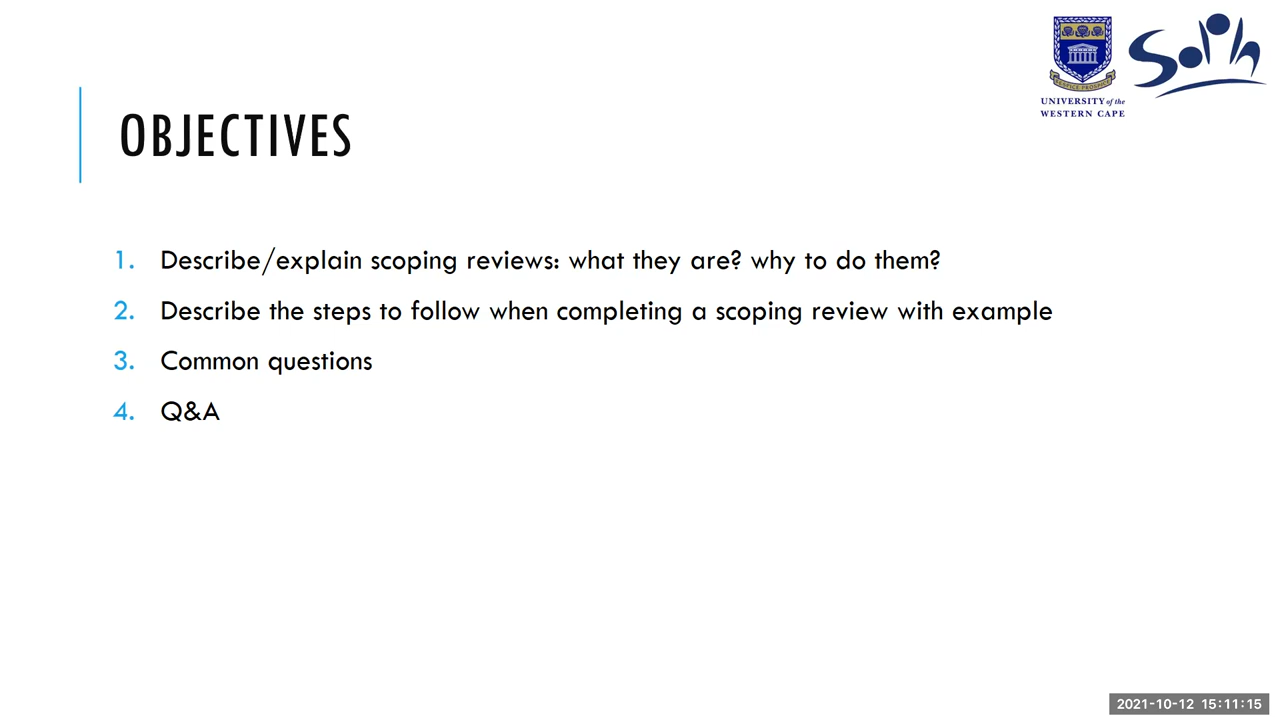 UNIVERSITY of the
WESTERN CAPE
SoPh
OBJECTIVES
1. Describe/explain scoping reviews: what they are? why to do them?
2. Describe the steps to follow when completing a scoping review with example
3. Common questions
4. Q&A
2021-10-12 15:11:15